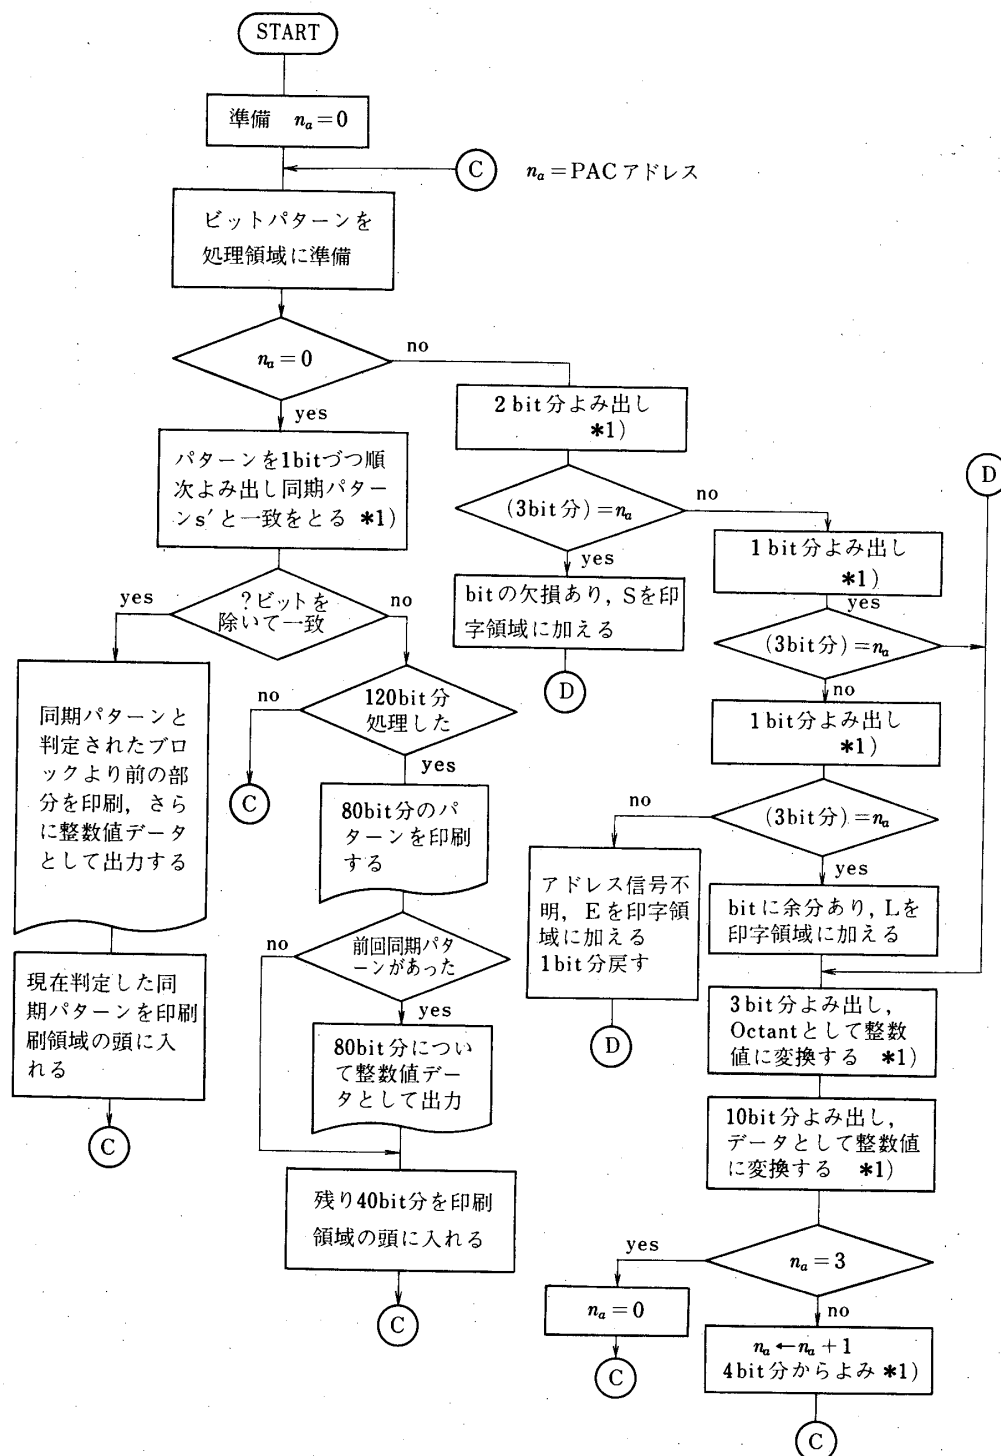 START
準備 nₐ=0
C
nₐ=PACアドレス
ビットパターンを
処理領域に準備
nₐ=0
no
yes
2bit分よみ出し
*1)
パターンを1bitづつ順
次よみ出し同期パター
ンs′と一致をとる *1)
(3bit分)=nₐ
no
yes
D
1bit分よみ出し
*1)
yes
?ビットを
除いて一致
yes
no
bitの欠損あり, Sを印
字領域に加える
D
(3bit分)=nₐ
no
同期パターンと
判定されたブロ
ックより前の部
分を印刷, さら
に整数値データ
として出力する
120bit分
処理した
no
yes
C
1bit分よみ出し
*1)
(3bit分)=nₐ
no
yes
80bit分のパ
ターンを印刷
する
アドレス信号不
明, Eを印字領
域に加える
1bit分戻す
D
bitに余分あり, Lを
印字領域に加える
前回同期パタ
ーンがあった
no
yes
現在判定した同
期パターンを印刷
刷領域の頭に入
れる
C
80bit分につい
て整数値デー
タとして出力
3bit分よみ出し,
Octantとして整数
値に変換する *1)
10bit分よみ出し,
データとして整数値
に変換する *1)
残り40bit分を印刷
領域の頭に入れる
C
nₐ=3
yes
no
nₐ=0
C
nₐ←nₐ+1
4bit分からよみ *1)
C